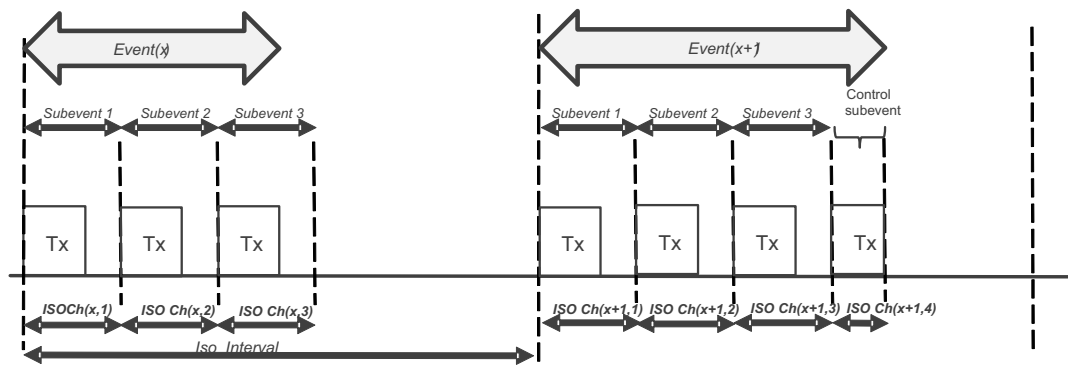 Event(x)
Event(x+1)
Subevent 1
Subevent 2
Subevent 3
Subevent 1
Subevent 2
Subevent 3
Control
subevent
Tx
Tx
Tx
Tx
Tx
Tx
Tx
ISOCh(x,1)
ISO Ch(x,2)
ISO Ch(x,3)
ISO Ch(x+1,1)
ISO Ch(x+1,2)
ISO Ch(x+1,3)
ISO Ch(x+1,4)
Iso_Interval